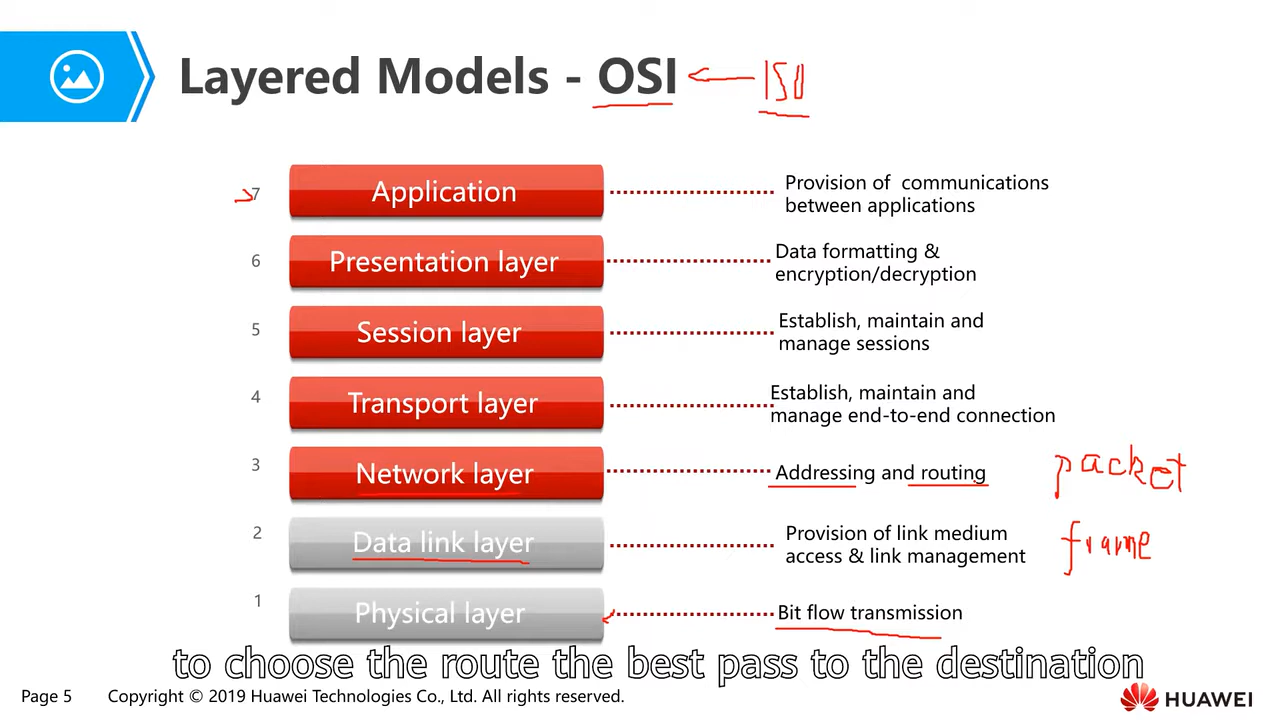 Layered Models - OSI ISO
7 Application Provision of communications
between applications
6 Presentation layer Data formatting &
encryption/decryption
5 Session layer Establish, maintain and
manage sessions
4 Transport layer Establish, maintain and
manage end-to-end connection
3 Network layer Addressing and routing packet
2 Data link layer Provision of link medium
access & link management frame
1 Physical layer Bit flow transmission
to choose the route the best pass to the destination
Page 5 Copyright © 2019 Huawei Technologies Co., Ltd. All rights reserved. HUAWEI